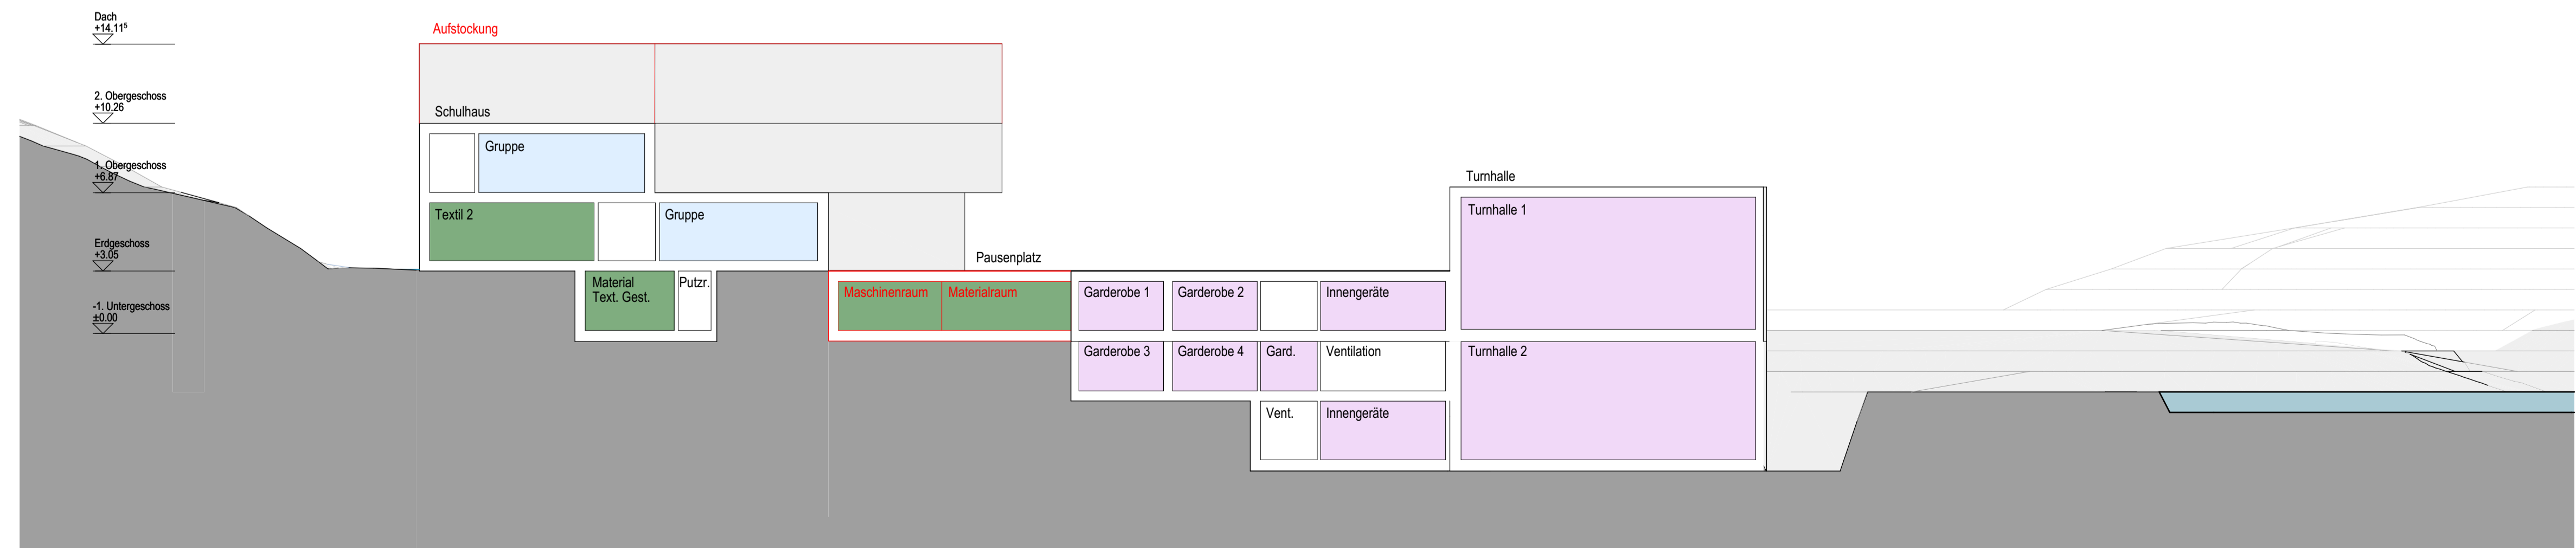 Dach
+14.11⁵
Aufstockung
2. Obergeschoss
+10.26
Schulhaus
Gruppe
1. Obergeschoss
+6.87
Turnhalle
Textil 2
Gruppe
Turnhalle 1
Erdgeschoss
+3.05
Pausenplatz
Material
Text. Gest.
Putzr.
Maschinenraum
Materialraum
Garderobe 1
Garderobe 2
Innengeräte
-1. Untergeschoss
±0.00
Garderobe 3
Garderobe 4
Gard.
Ventilation
Turnhalle 2
Vent.
Innengeräte